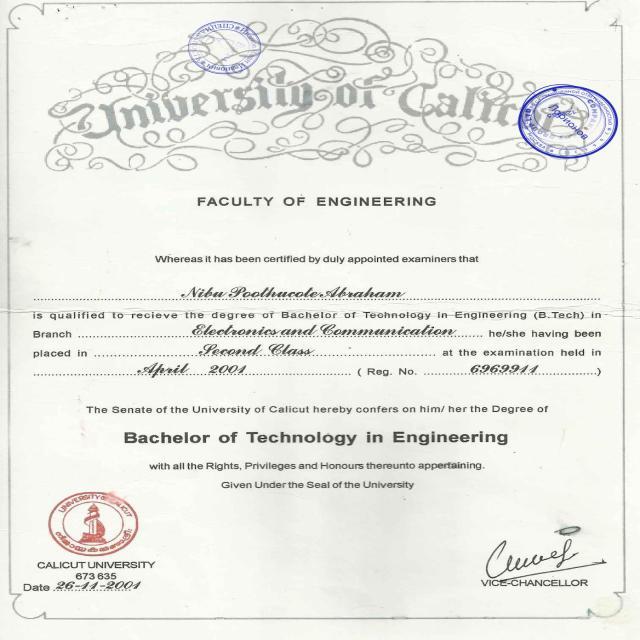 University of Calicut
FACULTY OF ENGINEERING
Whereas it has been certified by duly appointed examiners that
Nibu Poothucote Abraham
is qualified to recieve the degree of Bachelor of Technology in Engineering (B.Tech) in
Branch Electronics and Communication he/she having been
placed in Second Class at the examination held in
April 2001 ( Reg. No. 6969911 )
The Senate of the University of Calicut hereby confers on him/ her the Degree of
Bachelor of Technology in Engineering
with all the Rights, Privileges and Honours thereunto appertaining.
Given Under the Seal of the University
UNIVERSITY OF CALICUT
CALICUT UNIVERSITY
673 635
Date 26-11-2001
VICE-CHANCELLOR